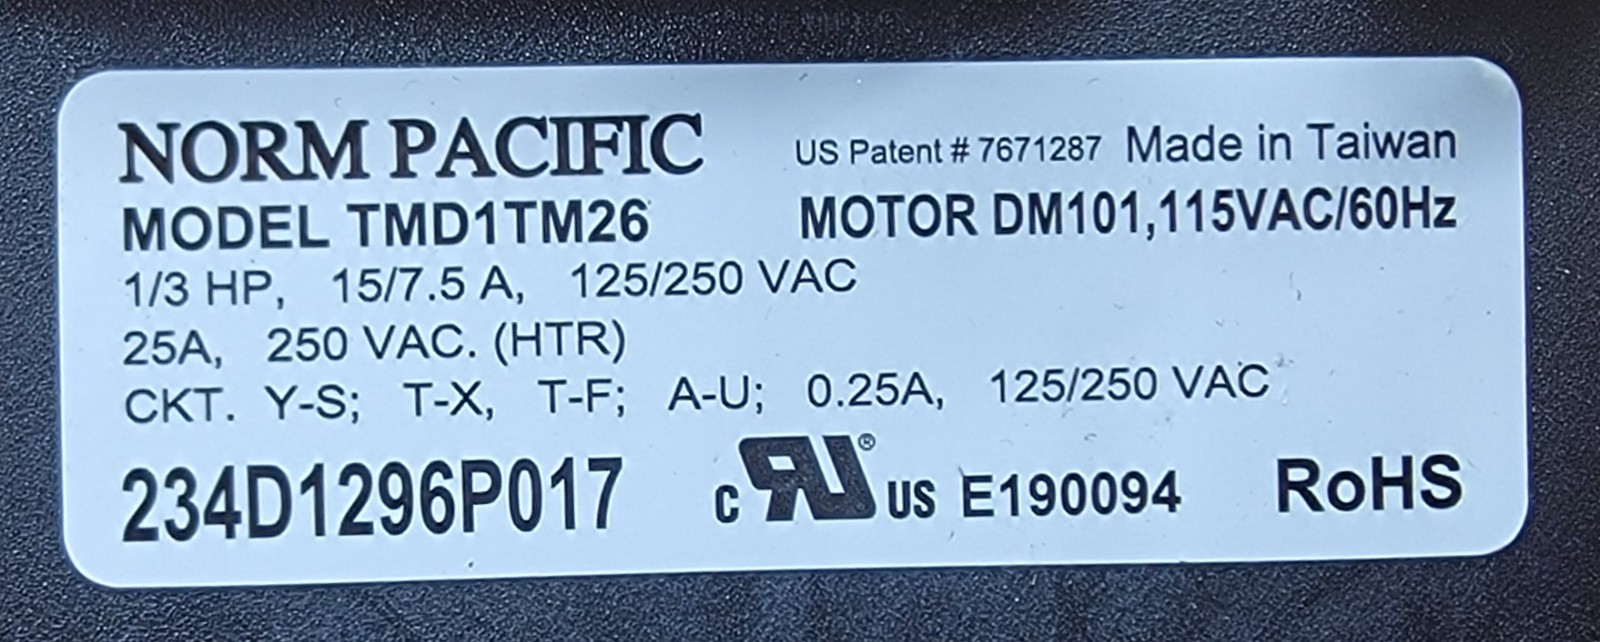 NORM PACIFIC US Patent # 7671287 Made in Taiwan
MODEL TMD1TM26 MOTOR DM101,115VAC/60Hz
1/3 HP, 15/7.5 A, 125/250 VAC
25A, 250 VAC. (HTR)
CKT. Y-S; T-X, T-F; A-U; 0.25A, 125/250 VAC
234D1296P017 c RU® US E190094 RoHS